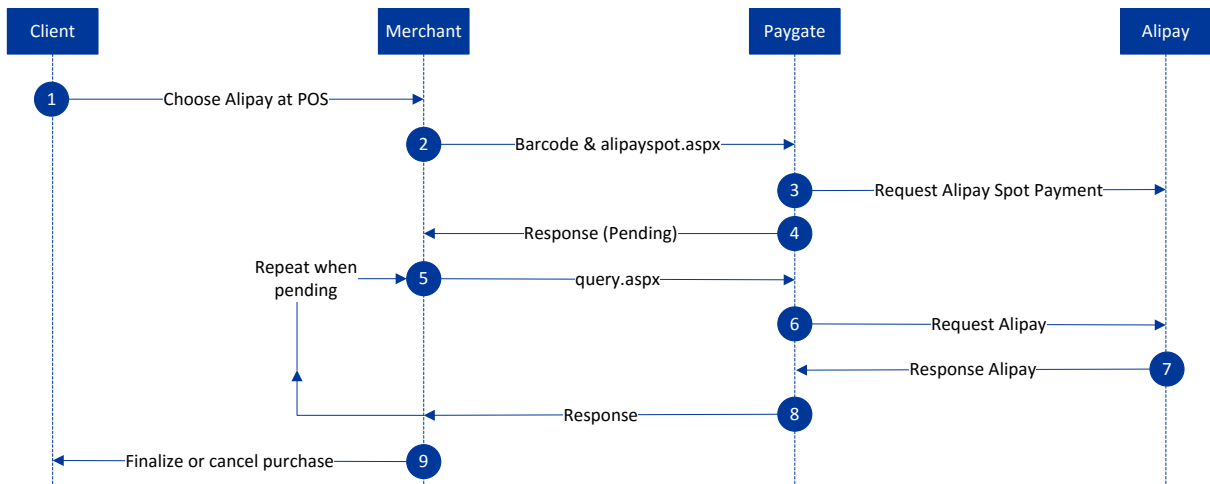 Client
Merchant
Paygate
Alipay
1
Choose Alipay at POS
2
Barcode & alipayspot.aspx
3
Request Alipay Spot Payment
Response (Pending)
4
Repeat when
pending
5
query.aspx
6
Request Alipay
Response Alipay
7
Response
8
Finalize or cancel purchase
9